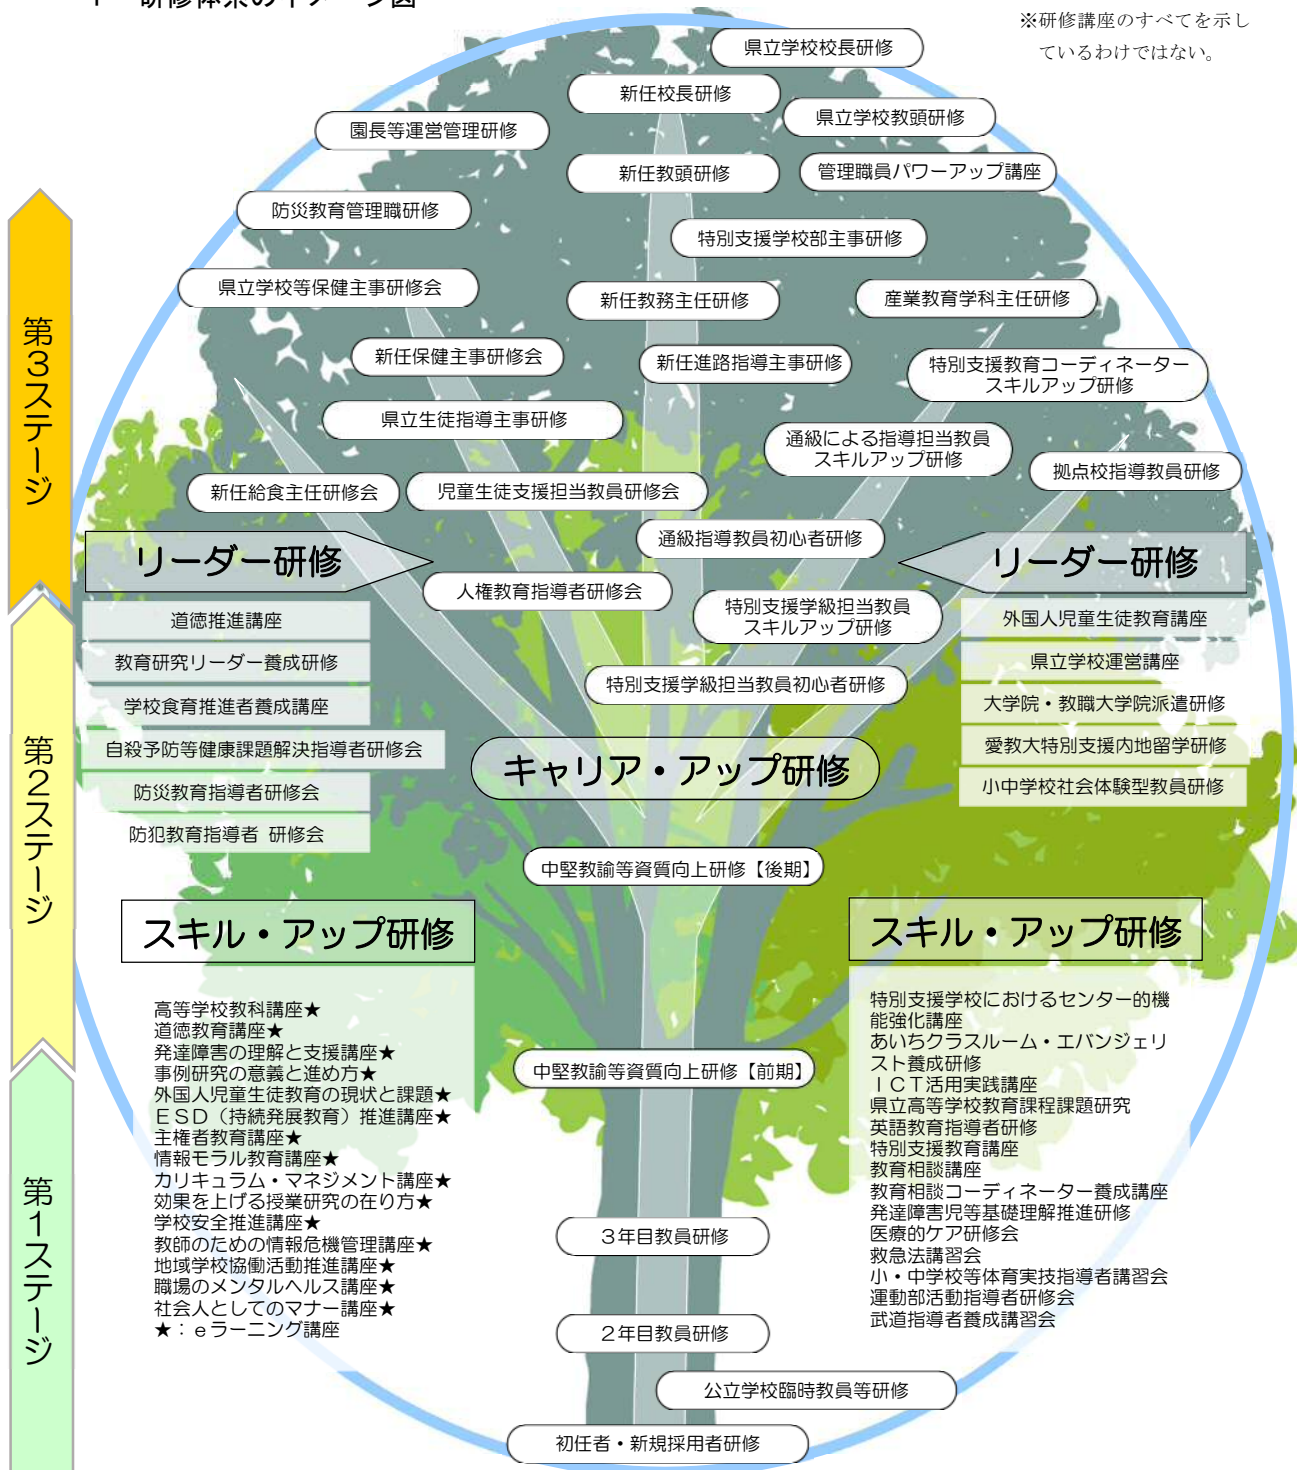 研修体系のイメージ図
※研修講座のすべてを示し
ているわけではない。
県立学校校長研修
新任校長研修
県立学校教頭研修
園長等運営管理研修
新任教頭研修
管理職員パワーアップ講座
防災教育管理職研修
特別支援学校部主事研修
県立学校等保健主事研修会
新任教務主任研修
産業教育学科主任研修
新任保健主事研修会
新任進路指導主事研修
特別支援教育コーディネーター
スキルアップ研修
県立生徒指導主事研修
通級による指導担当教員
スキルアップ研修
拠点校指導教員研修
新任給食主任研修会
児童生徒支援担当教員研修会
通級指導教員初心者研修
人権教育指導者研修会
特別支援学級担当教員
スキルアップ研修
特別支援学級担当教員初心者研修
第3ステージ
第2ステージ
第1ステージ
リーダー研修
道徳推進講座
教育研究リーダー養成研修
学校食育推進者養成講座
自殺予防等健康課題解決指導者研修会
防災教育指導者研修会
防犯教育指導者 研修会
リーダー研修
外国人児童生徒教育講座
県立学校運営講座
大学院・教職大学院派遣研修
愛教大特別支援内地留学研修
小中学校社会体験型教員研修
キャリア・アップ研修
中堅教諭等資質向上研修【後期】
中堅教諭等資質向上研修【前期】
3年目教員研修
2年目教員研修
公立学校臨時教員等研修
初任者・新規採用者研修
スキル・アップ研修
高等学校教科講座★
道徳教育講座★
発達障害の理解と支援講座★
事例研究の意義と進め方★
外国人児童生徒教育の現状と課題★
ESD（持続発展教育）推進講座★
主権者教育講座★
情報モラル教育講座★
カリキュラム・マネジメント講座★
効果を上げる授業研究の在り方★
学校安全推進講座★
教師のための情報危機管理講座★
地域学校協働活動推進講座★
職場のメンタルヘルス講座★
社会人としてのマナー講座★
★：eラーニング講座
スキル・アップ研修
特別支援学校におけるセンター的機
能強化講座
あいちクラスルーム・エバンジェリ
スト養成研修
ICT活用実践講座
県立高等学校教育課程課題研究
英語教育指導者研修
特別支援教育講座
教育相談講座
教育相談コーディネーター養成講座
発達障害児等基礎理解推進研修
医療的ケア研修会
救急法講習会
小・中学校等体育実技指導者講習会
運動部活動指導者研修会
武道指導者養成講習会